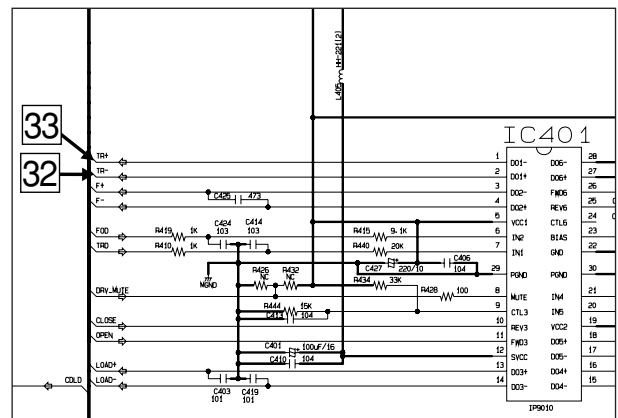 HH-221(2)
L405
IC401
33
32
TR+
TR-
F+
F-
C425 473
FOD R419 1K C424 103 C414 103 R415 9.1K
TRD R410 1K R440 20K
MGND
R426 NC
R432 NC
C427 220/10
C406 104
R434 33K
DRV_MUTE R428 100
R444 15K
C413 104
CLOSE
OPEN
C401 100uF/16
C410 104
LOAD+
COLD LOAD-
C403 101
C419 101
1 DO1- DO6- 28
2 DO1+ DO6+ 27
3 DO2- FWD6 26
4 DO2+ REV6 25
5 VCC1 CTL6 24
6 IN2 BIAS 23
7 IN1 GND 22
29 PGND PGND 30
8 MUTE IN4 21
9 CTL3 IN5 20
10 REV3 VCC2 19
11 FWD3 DO5+ 18
12 SVCC DO5- 17
13 DO3+ DO4+ 16
14 DO3- DO4- 15
IP9010